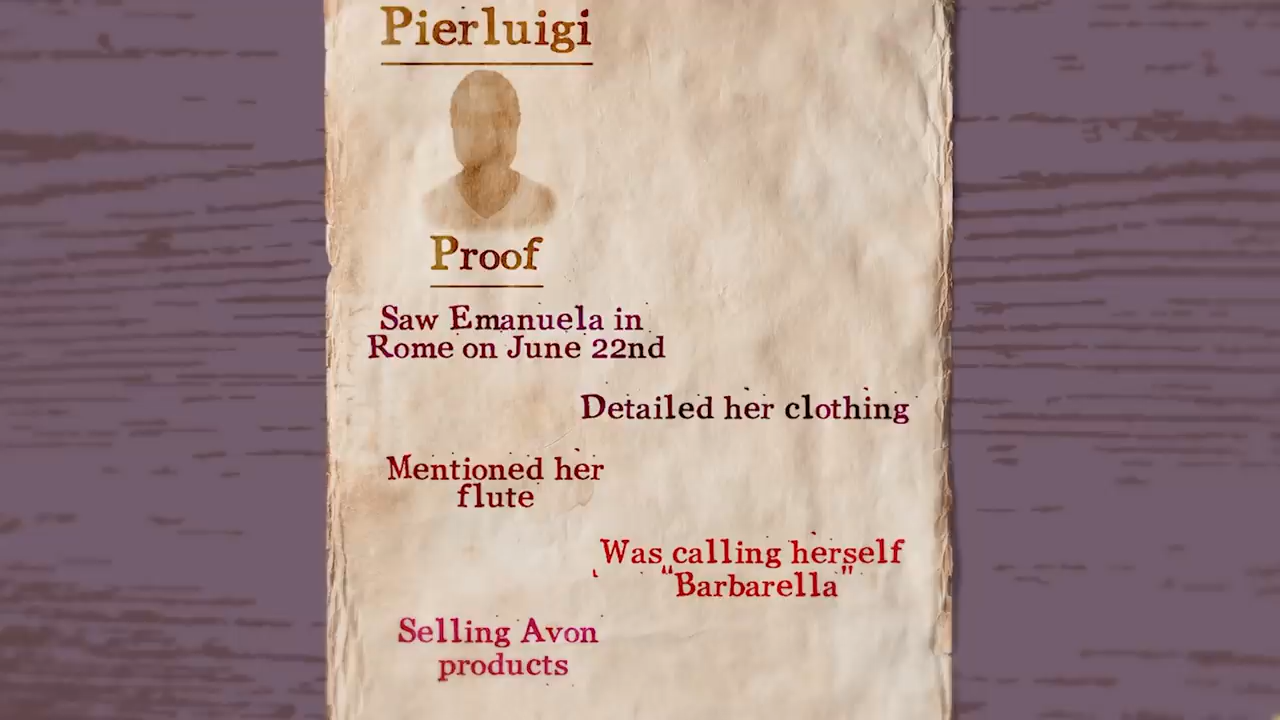 Pierluigi
Proof
Saw Emanuela in
Rome on June 22nd
Detailed her clothing
Mentioned her
flute
Was calling herself
"Barbarella"
Selling Avon
products